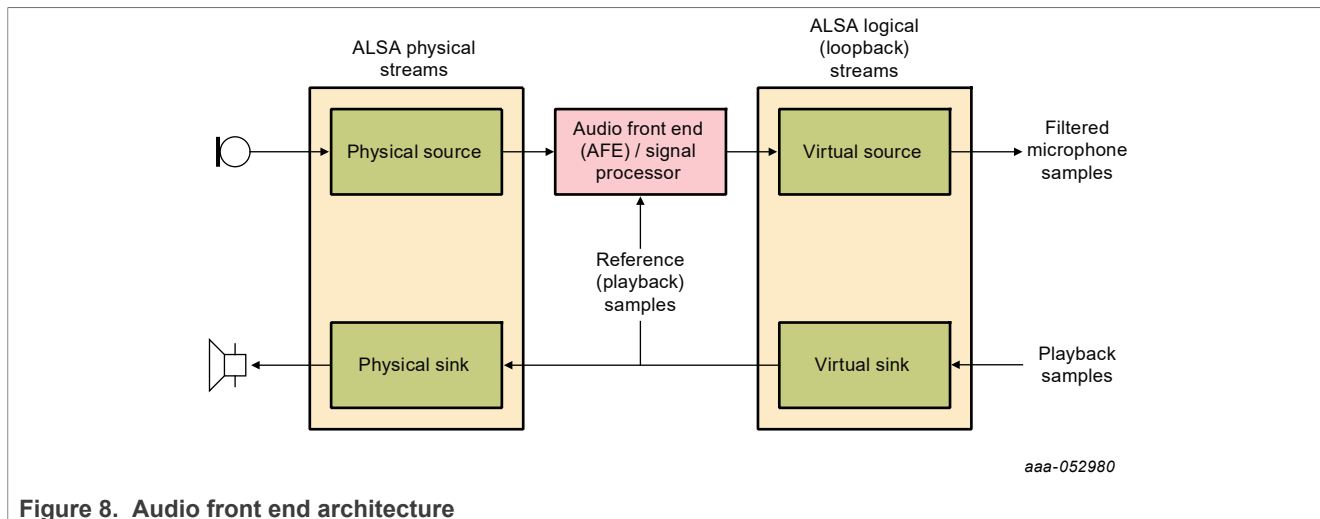 ALSA physical
streams
ALSA logical
(loopback)
streams
Physical source
Audio front end
(AFE) / signal
processor
Virtual source
Filtered
microphone
samples
Reference
(playback)
samples
Physical sink
Virtual sink
Playback
samples
aaa-052980
Figure 8. Audio front end architecture